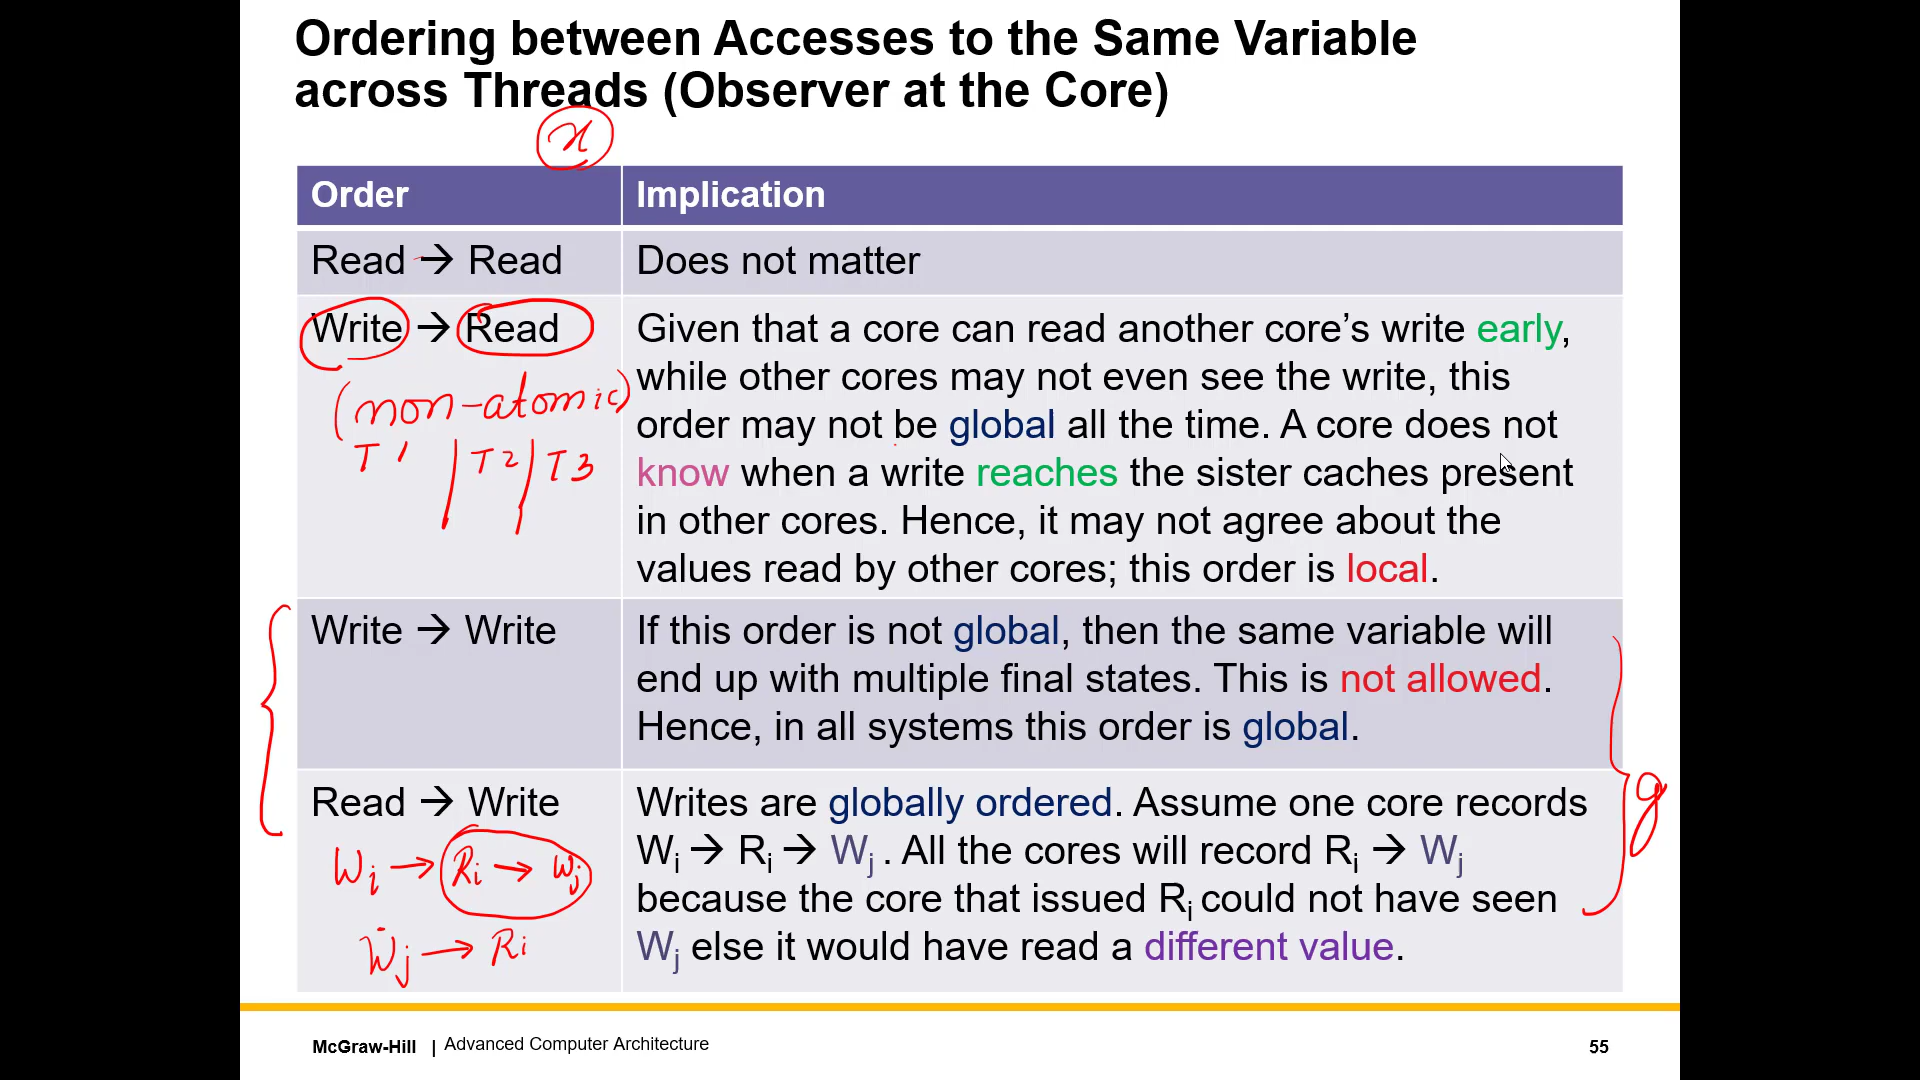 Ordering between Accesses to the Same Variable
across Threads (Observer at the Core)
x
Order
Implication
Read → Read
Does not matter
Write → Read
(non-atomic)
T1 | T2 | T3
Given that a core can read another core's write early,
while other cores may not even see the write, this
order may not be global all the time. A core does not
know when a write reaches the sister caches present
in other cores. Hence, it may not agree about the
values read by other cores; this order is local.
Write → Write
If this order is not global, then the same variable will
end up with multiple final states. This is not allowed.
Hence, in all systems this order is global.
Read → Write
Wi → Ri → Wj
Wj → Ri
Writes are globally ordered. Assume one core records
Wi → Ri → Wj . All the cores will record Ri → Wj
because the core that issued Ri could not have seen
Wj else it would have read a different value.
g
McGraw-Hill | Advanced Computer Architecture
55